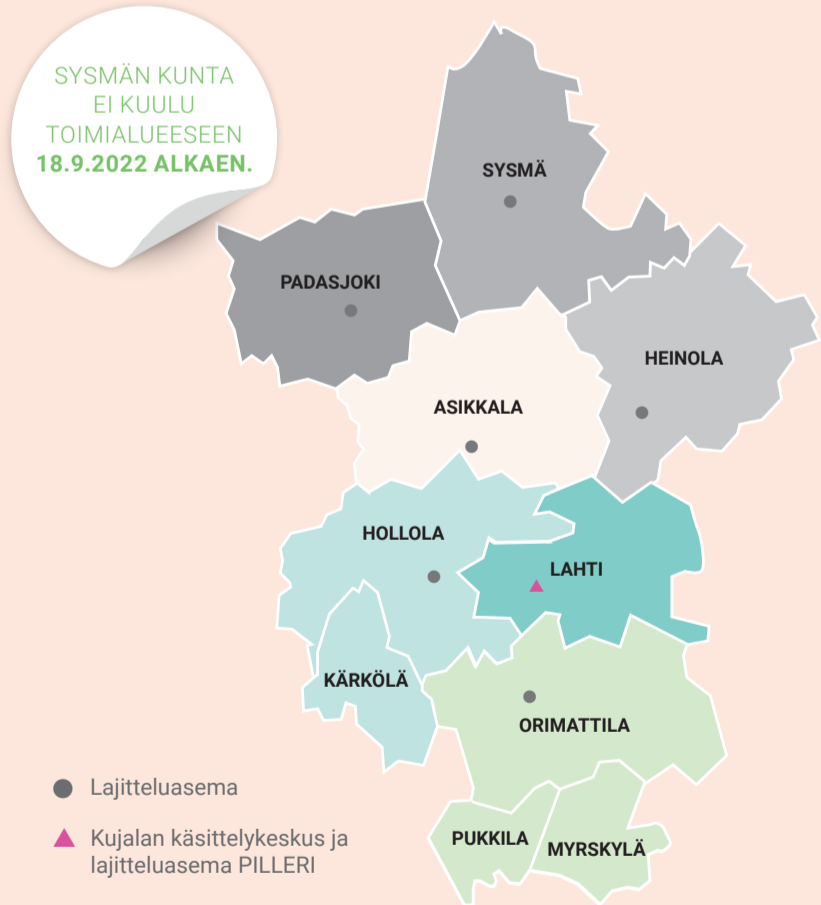 SYSMÄN KUNTA
EI KUULU
TOIMIALUEESEEN
18.9.2022 ALKAEN.
SYSMÄ
PADASJOKI
HEINOLA
ASIKKALA
HOLLOLA
LAHTI
KÄRKÖLÄ
ORIMATTILA
PUKKILA
MYRSKYLÄ
Lajitteluasema
Kujalan käsittelykeskus ja
lajitteluasema PILLERI